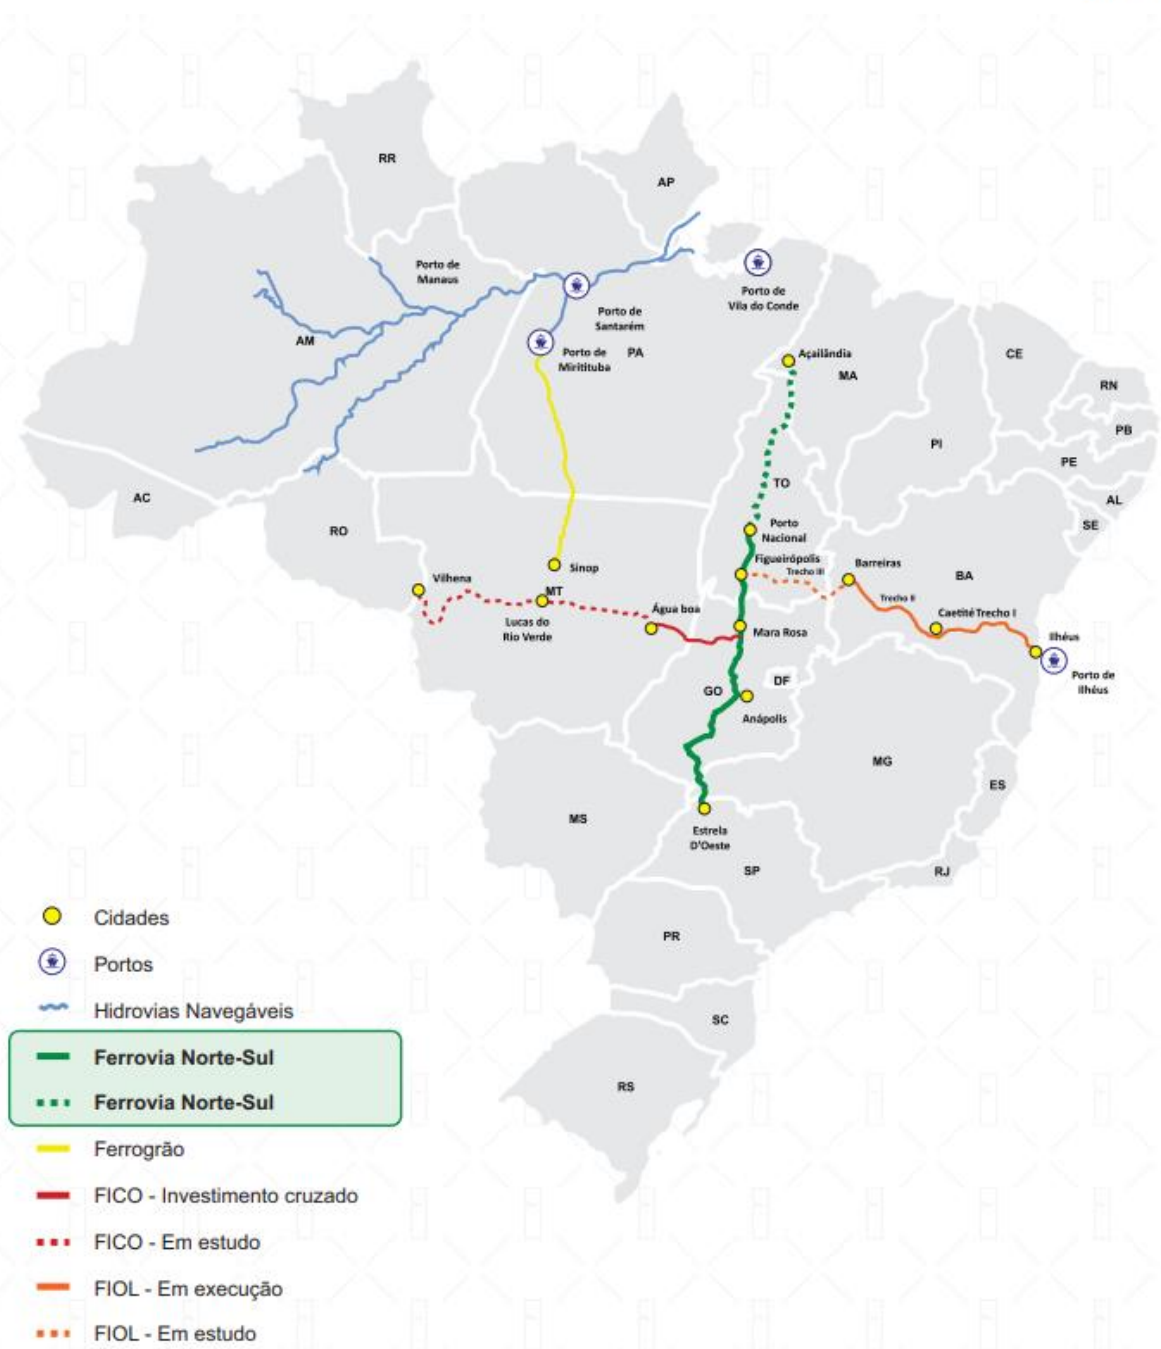 RR
AP
Porto de
Manaus
Porto de
Vila do Conde
Porto de
Santarém
AM
Porto de
Miritituba
PA
Açailândia
MA
CE
RN
PB
PI
PE
AL
SE
AC
TO
RO
Porto
Nacional
Figueirópolis
Trecho III
Barreiras
BA
Sinop
Vilhena
MT
Lucas do
Rio Verde
Água boa
Trecho II
Caetité Trecho I
Mara Rosa
Ilhéus
Porto de
Ilhéus
GO
DF
Anápolis
MG
ES
MS
Estrela
D'Oeste
SP
RJ
PR
SC
RS
Cidades
Portos
Hidrovias Navegáveis
Ferrovia Norte-Sul
Ferrovia Norte-Sul
Ferrogrão
FICO - Investimento cruzado
FICO - Em estudo
FIOL - Em execução
FIOL - Em estudo